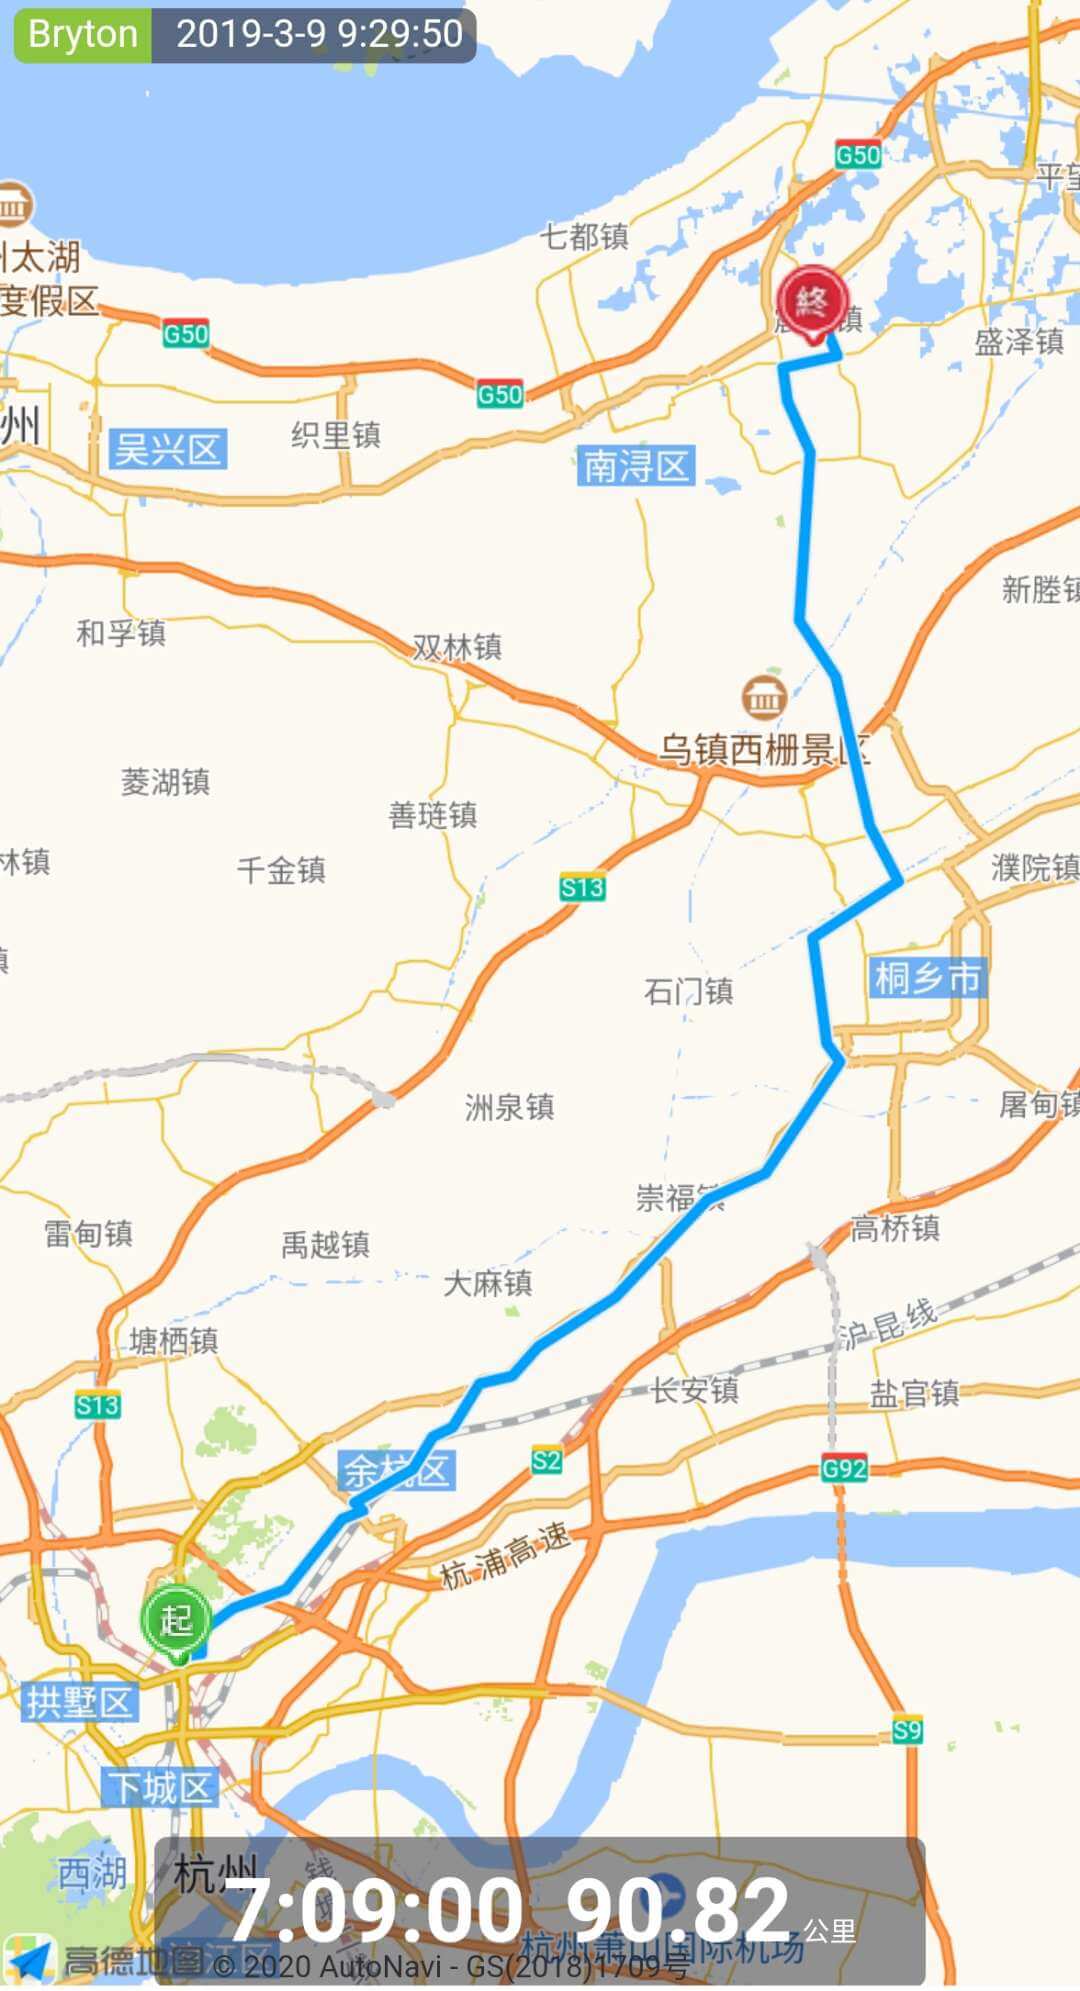 Bryton 2019-3-9 9:29:50
G50
平望
七都镇
州太湖
度假区
終
镇
G50
盛泽镇
G50
州
吴兴区
织里镇
南浔区
新塍镇
和孚镇
双林镇
乌镇西栅景区
菱湖镇
善琏镇
林镇
千金镇
濮院镇
S13
镇
桐乡市
石门镇
洲泉镇
屠甸镇
崇福镇
雷甸镇
禹越镇
高桥镇
大麻镇
沪昆线
塘栖镇
长安镇
盐官镇
S13
余杭区
S2
G92
杭浦高速
起
拱墅区
S9
下城区
西湖
杭州
7:09:00 90.82 公里
杭州萧山国际机场
高德地图
滨江区
© 2020 AutoNavi - GS(2018)1709号